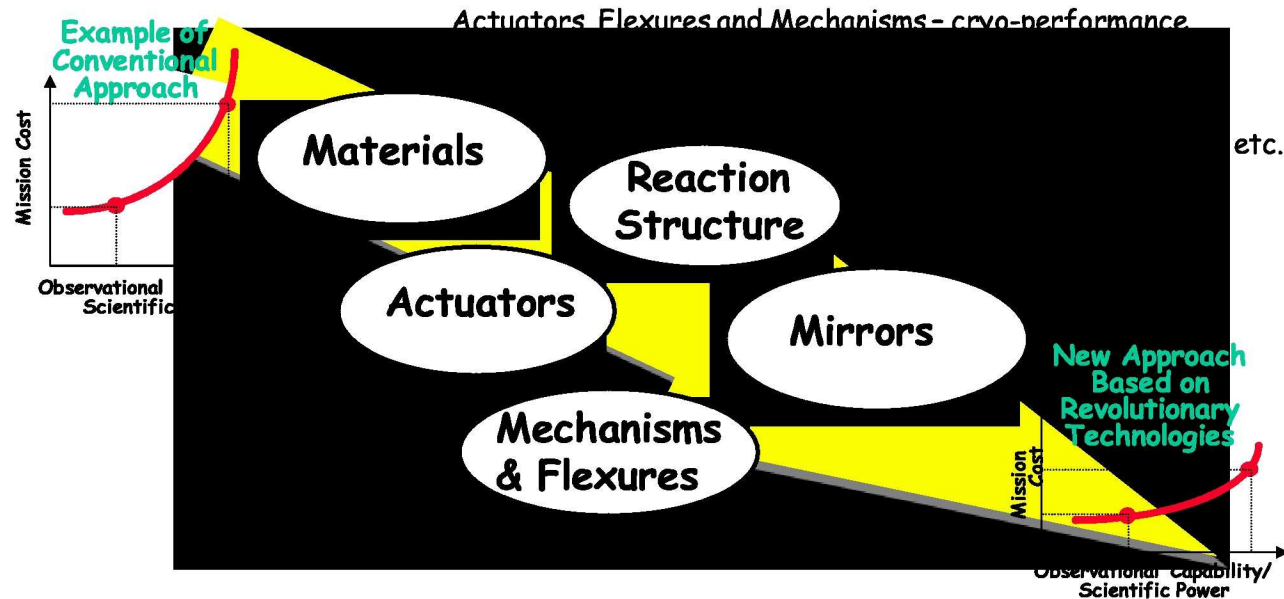 Actuators, Flexures and Mechanisms – cryo-performance
Example of
Conventional
Approach
etc.
Mission Cost
Observational
Scientific
Materials
Reaction
Structure
Actuators
Mirrors
Mechanisms
& Flexures
New Approach
Based on
Revolutionary
Technologies
Mission
Cost
Observational Capability/
Scientific Power